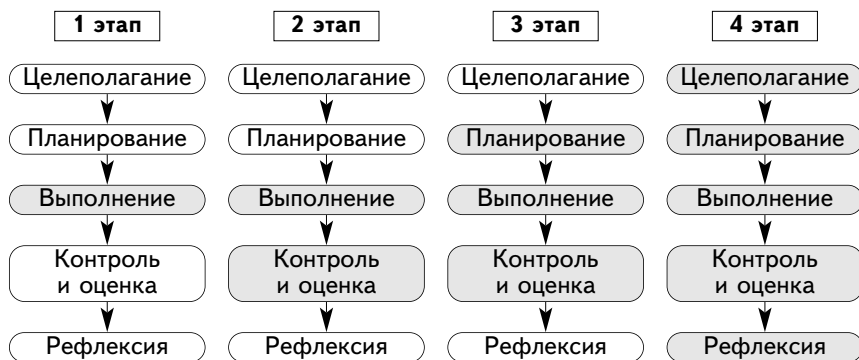 1 этап
Целеполагание
Планирование
Выполнение
Контроль
и оценка
Рефлексия
2 этап
Целеполагание
Планирование
Выполнение
Контроль
и оценка
Рефлексия
3 этап
Целеполагание
Планирование
Выполнение
Контроль
и оценка
Рефлексия
4 этап
Целеполагание
Планирование
Выполнение
Контроль
и оценка
Рефлексия